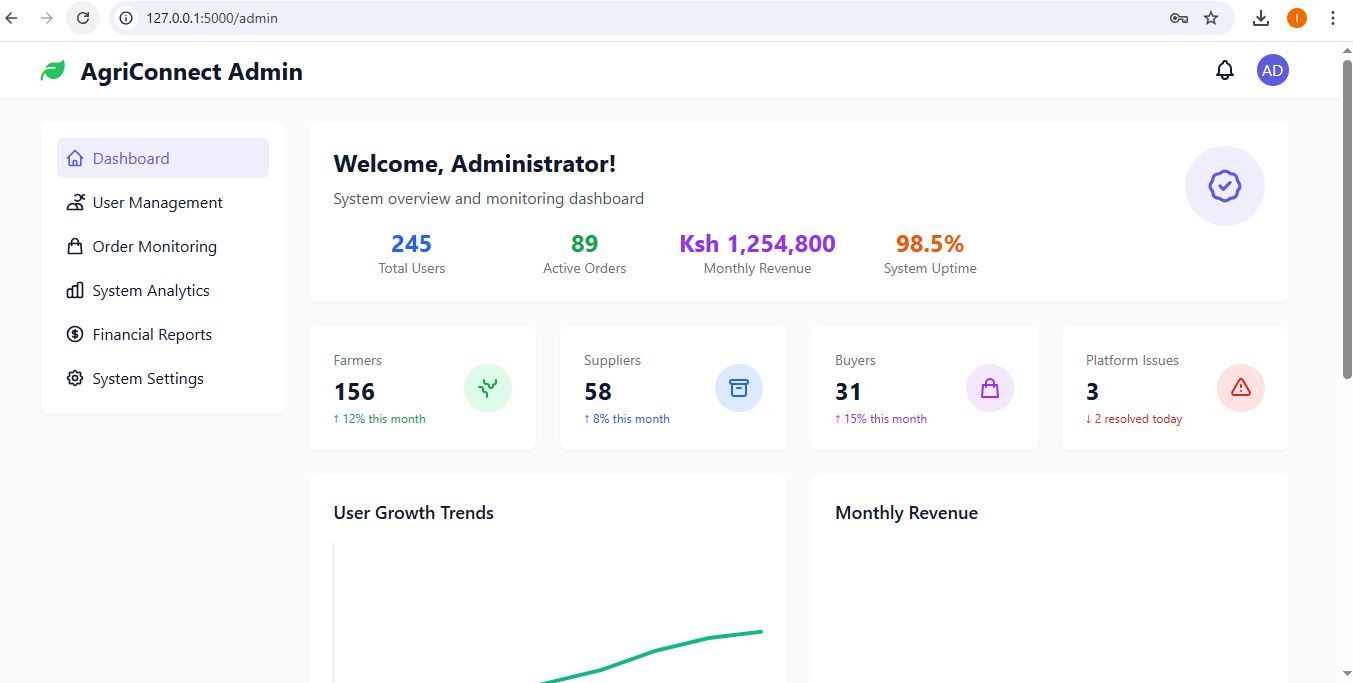 127.0.0.1:5000/admin
I
AgriConnect Admin
AD
Dashboard
User Management
Order Monitoring
System Analytics
Financial Reports
System Settings
Welcome, Administrator!
System overview and monitoring dashboard
245
Total Users
89
Active Orders
Ksh 1,254,800
Monthly Revenue
98.5%
System Uptime
Farmers
156
↑ 12% this month
Suppliers
58
↑ 8% this month
Buyers
31
↑ 15% this month
Platform Issues
3
↓ 2 resolved today
User Growth Trends
Monthly Revenue